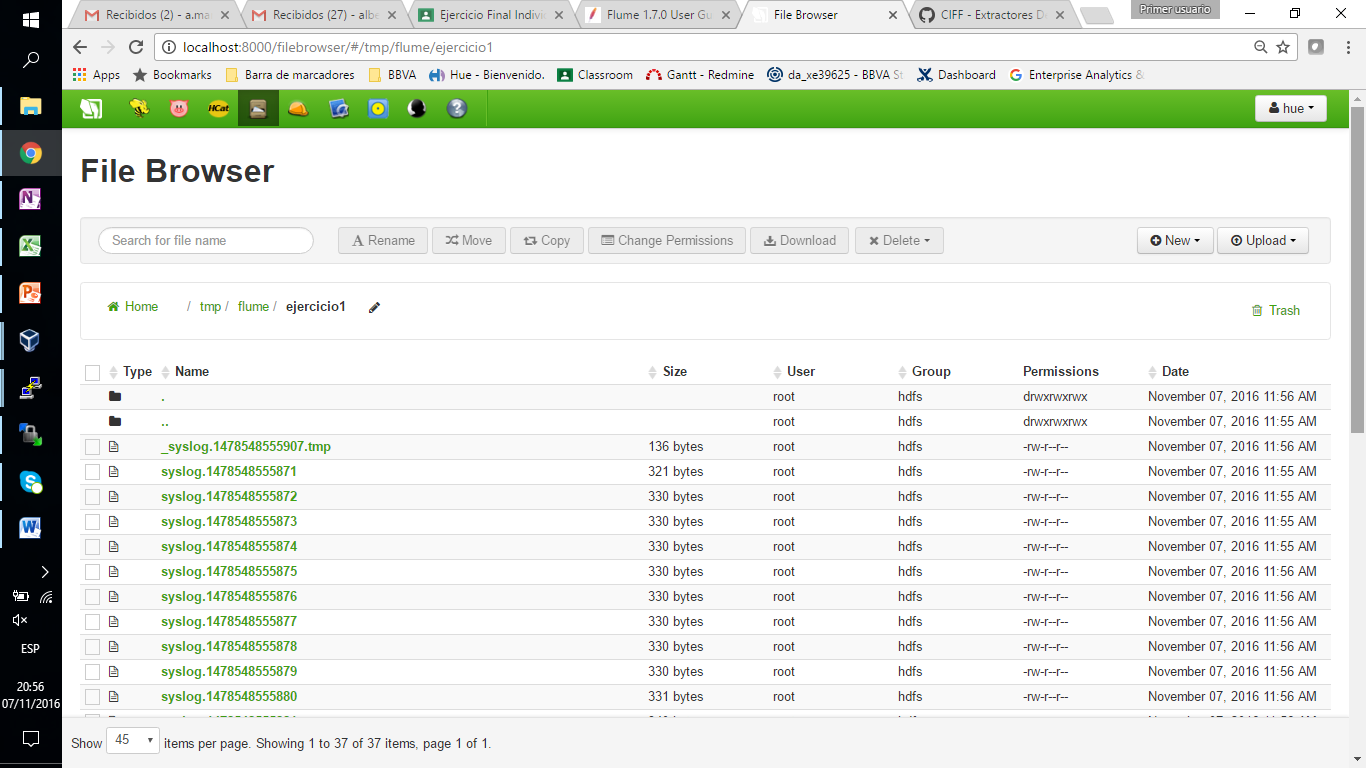 Recibidos (2) - a.ma
Recibidos (27) - albe
Ejercicio Final Indivi
Flume 1.7.0 User Gu
File Browser
CIFF - Extractores D
Primer usuario
localhost:8000/filebrowser/#/tmp/flume/ejercicio1
Apps
Bookmarks
Barra de marcadores
BBVA
Hue - Bienvenido.
Classroom
Gantt - Redmine
da_xe39625 - BBVA St
Dashboard
Enterprise Analytics &
HCat
hue
File Browser
Search for file name
Rename
Move
Copy
Change Permissions
Download
Delete
New
Upload
Home / tmp / flume / ejercicio1
Trash
Type Name Size User Group Permissions Date
. root hdfs drwxrwxrwx November 07, 2016 11:56 AM
.. root hdfs drwxrwxrwx November 07, 2016 11:55 AM
_syslog.1478548555907.tmp 136 bytes root hdfs -rw-r--r-- November 07, 2016 11:56 AM
syslog.1478548555871 321 bytes root hdfs -rw-r--r-- November 07, 2016 11:55 AM
syslog.1478548555872 330 bytes root hdfs -rw-r--r-- November 07, 2016 11:55 AM
syslog.1478548555873 330 bytes root hdfs -rw-r--r-- November 07, 2016 11:55 AM
syslog.1478548555874 330 bytes root hdfs -rw-r--r-- November 07, 2016 11:55 AM
syslog.1478548555875 330 bytes root hdfs -rw-r--r-- November 07, 2016 11:56 AM
syslog.1478548555876 330 bytes root hdfs -rw-r--r-- November 07, 2016 11:56 AM
syslog.1478548555877 330 bytes root hdfs -rw-r--r-- November 07, 2016 11:56 AM
syslog.1478548555878 330 bytes root hdfs -rw-r--r-- November 07, 2016 11:56 AM
syslog.1478548555879 330 bytes root hdfs -rw-r--r-- November 07, 2016 11:56 AM
syslog.1478548555880 331 bytes root hdfs -rw-r--r-- November 07, 2016 11:56 AM
Show 45 items per page. Showing 1 to 37 of 37 items, page 1 of 1.
ESP
20:56
07/11/2016